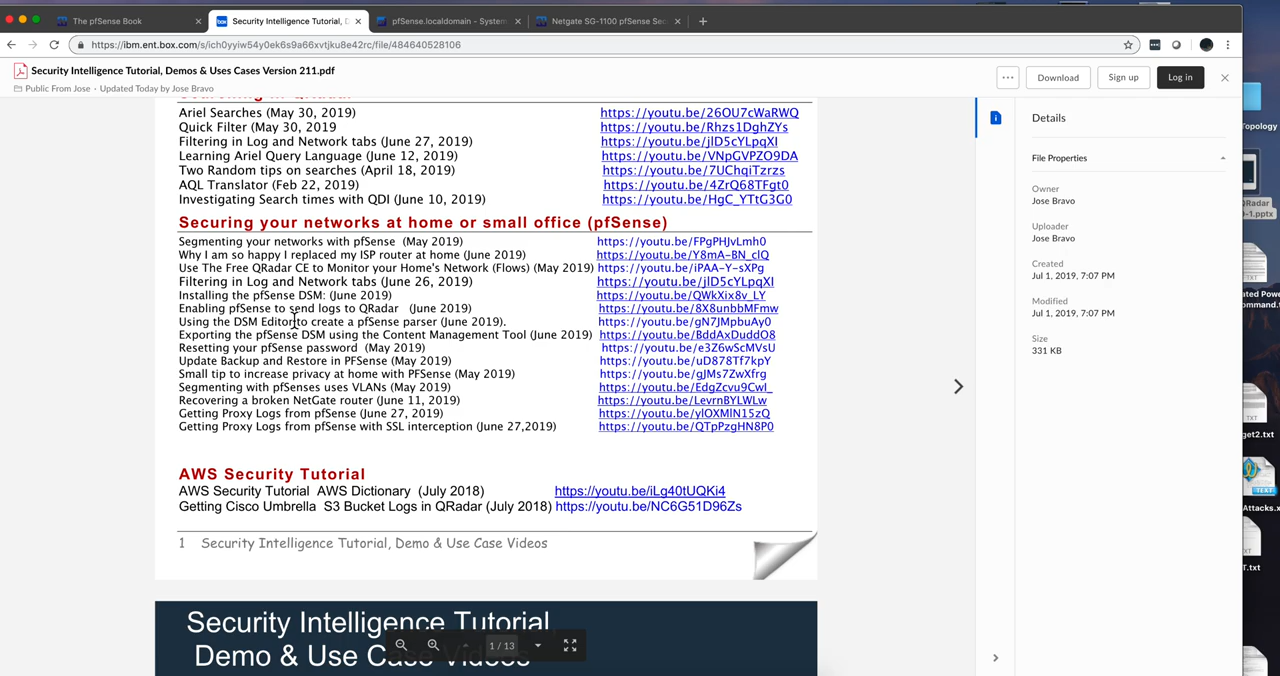 The pfSense Book
Security Intelligence Tutorial, D
pfSense.localdomain - System
Netgate SG-1100 pfSense Sec
https://ibm.ent.box.com/s/ich0yyiw54y0ek6s9a66xvtjku8e42rc/file/484640528106
Security Intelligence Tutorial, Demos & Uses Cases Version 211.pdf
Public From Jose • Updated Today by Jose Bravo
Download
Sign up
Log in
Ariel Searches (May 30, 2019) https://youtu.be/26OU7cWaRWQ
Quick Filter (May 30, 2019 https://youtu.be/Rhzs1DghZYs
Filtering in Log and Network tabs (June 27, 2019) https://youtu.be/jlD5cYLpqXI
Learning Ariel Query Language (June 12, 2019) https://youtu.be/VNpGVPZO9DA
Two Random tips on searches (April 18, 2019) https://youtu.be/7UChqiTzrzs
AQL Translator (Feb 22, 2019) https://youtu.be/4ZrQ68TFgt0
Investigating Search times with QDI (June 10, 2019) https://youtu.be/HgC_YTtG3G0
Securing your networks at home or small office (pfSense)
Segmenting your networks with pfSense (May 2019) https://youtu.be/FPgPHJvLmh0
Why I am so happy I replaced my ISP router at home (June 2019) https://youtu.be/Y8mA-BN_clQ
Use The Free QRadar CE to Monitor your Home's Network (Flows) (May 2019) https://youtu.be/iPAA-Y-sXPg
Filtering in Log and Network tabs (June 26, 2019) https://youtu.be/jlD5cYLpqXI
Installing the pfSense DSM: (June 2019) https://youtu.be/QWkXix8v_LY
Enabling pfSense to send logs to QRadar (June 2019) https://youtu.be/8X8unbbMFmw
Using the DSM Editor to create a pfSense parser (June 2019). https://youtu.be/gN7JMpbuAy0
Exporting the pfSense DSM using the Content Management Tool (June 2019) https://youtu.be/BddAxDuddO8
Resetting your pfSense password (May 2019) https://youtu.be/e3Z6wScMVsU
Update Backup and Restore in PFSense (May 2019) https://youtu.be/uD878Tf7kpY
Small tip to increase privacy at home with PFSense (May 2019) https://youtu.be/gJMs7ZwXfrg
Segmenting with pfSenses uses VLANs (May 2019) https://youtu.be/EdgZcvu9CwI_
Recovering a broken NetGate router (June 11, 2019) https://youtu.be/LevrnBYLWLw
Getting Proxy Logs from pfSense (June 27, 2019) https://youtu.be/ylOXMlN15zQ
Getting Proxy Logs from pfSense with SSL interception (June 27,2019) https://youtu.be/QTpPzgHN8P0
AWS Security Tutorial
AWS Security Tutorial AWS Dictionary (July 2018) https://youtu.be/iLg40tUQKi4
Getting Cisco Umbrella S3 Bucket Logs in QRadar (July 2018) https://youtu.be/NC6G51D96Zs
1 Security Intelligence Tutorial, Demo & Use Case Videos
Security Intelligence Tutorial,
Demo & Use Case Videos
1 / 13
Details
File Properties
Owner
Jose Bravo
Uploader
Jose Bravo
Created
Jul 1, 2019, 7:07 PM
Modified
Jul 1, 2019, 7:07 PM
Size
331 KB
Topology
QRadar
0-1.pptx
ated Powe
ommand.t
get2.txt
TEXT
Attacks.x
T.txt